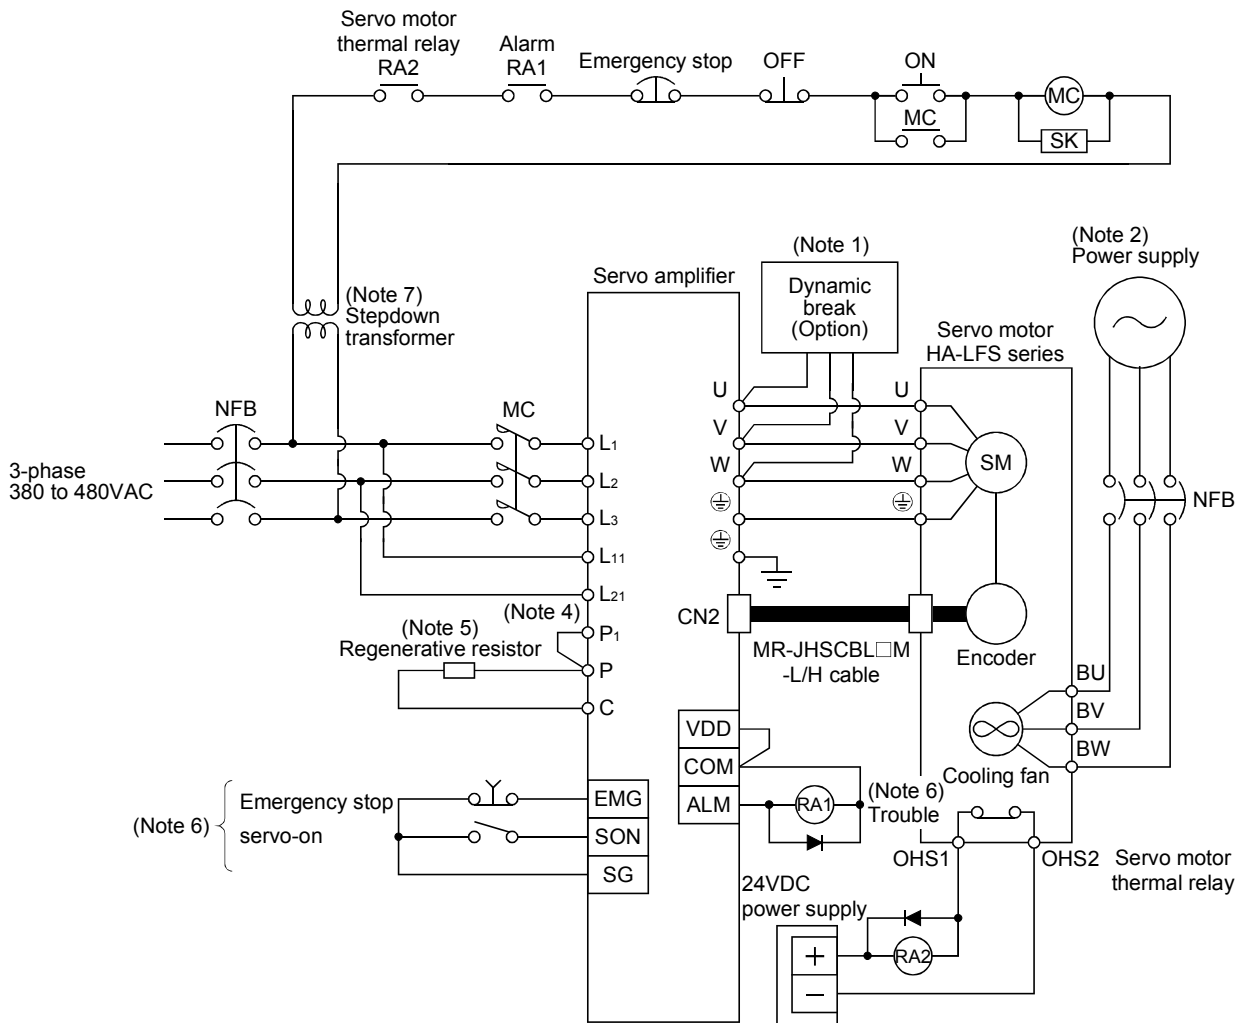 Servo motor
thermal relay
RA2
Alarm
RA1
Emergency stop
OFF
ON
MC
MC
SK
(Note 7)
Stepdown
transformer
Servo amplifier
(Note 1)
Dynamic
break
(Option)
(Note 2)
Power supply
Servo motor
HA-LFS series
NFB
MC
3-phase
380 to 480VAC
L1
L2
L3
L11
L21
(Note 4)
P1
(Note 5)
Regenerative resistor
P
C
U
V
W
U
V
W
SM
NFB
CN2
MR-JHSCBL□M
-L/H cable
Encoder
BU
BV
BW
Cooling fan
VDD
COM
ALM
RA1
(Note 6)
Trouble
(Note 6)
Emergency stop
servo-on
EMG
SON
SG
OHS1
OHS2
Servo motor
thermal relay
24VDC
power supply
+
−
RA2